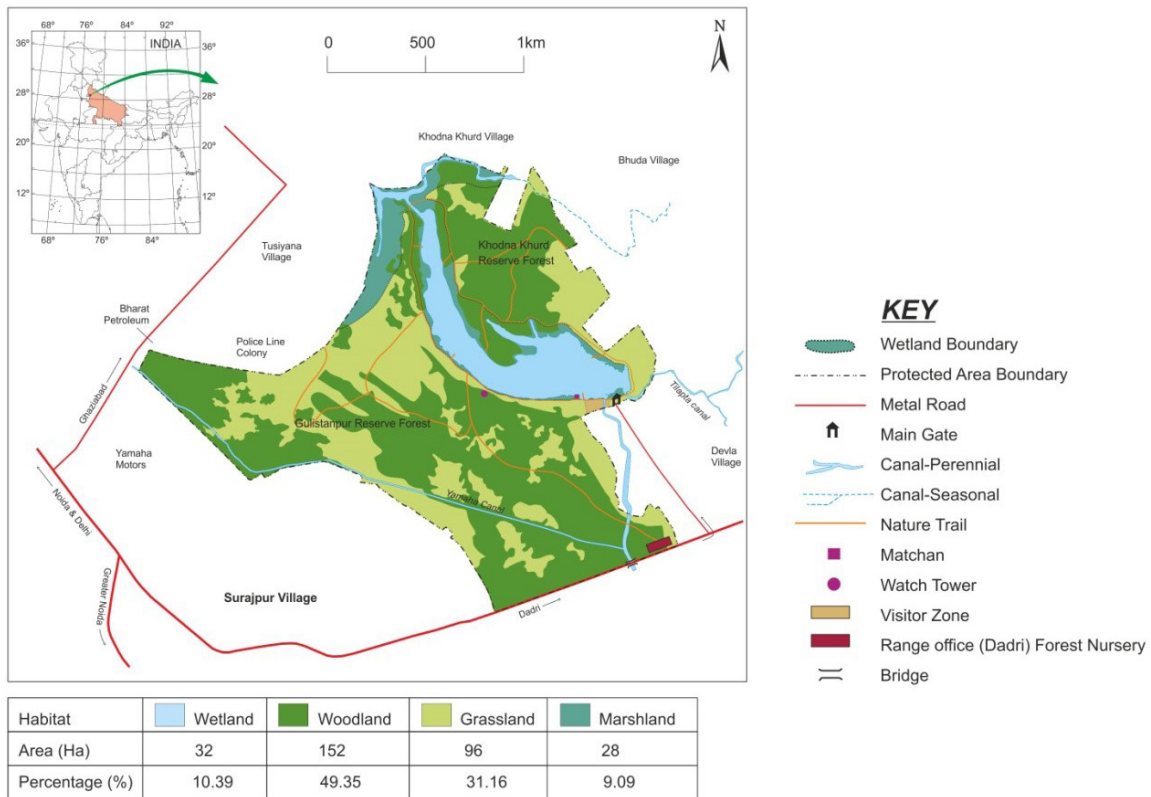 68° 76° 84° 92°
INDIA
36° 36°
28° 28°
20° 20°
12° 12°
68° 76° 84°
0 500 1km
N
Khodna Khurd Village
Bhuda Village
Tusiyana
Village
Khodna Khurd
Reserve Forest
Bharat
Petroleum
Police Line
Colony
Ghaziabad
Tilapta canal
Gulistanpur Reserve Forest
Yamaha
Motors
Devla
Village
Noida & Delhi
Yamaha Canal
Greater Noida
Surajpur Village
Dadri
KEY
Wetland Boundary
Protected Area Boundary
Metal Road
Main Gate
Canal-Perennial
Canal-Seasonal
Nature Trail
Matchan
Watch Tower
Visitor Zone
Range office (Dadri) Forest Nursery
Bridge
Habitat Wetland Woodland Grassland Marshland
Area (Ha) 32 152 96 28
Percentage (%) 10.39 49.35 31.16 9.09